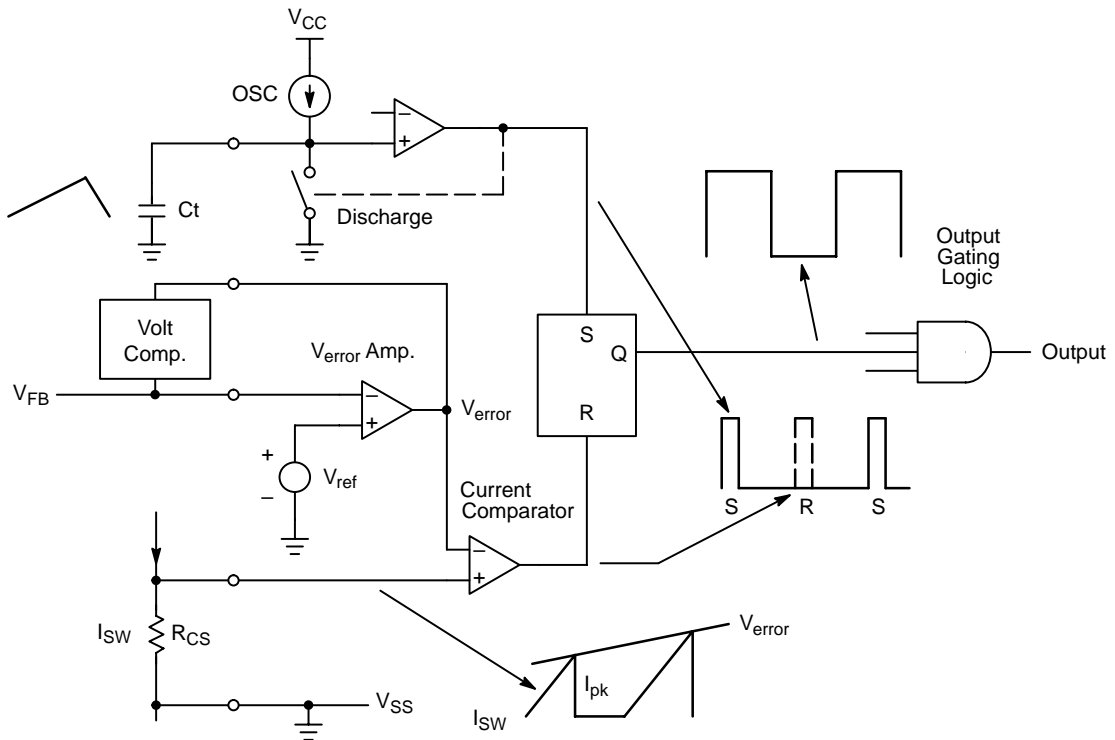 VCC
OSC
−
+
Ct
Discharge
Output
Gating
Logic
Volt
Comp.
S
Q
R
Output
Verror Amp.
VFB
−
+
Verror
+
−
Vref
Current
Comparator
S
R
S
−
+
ISW
RCS
VSS
Verror
Ipk
ISW